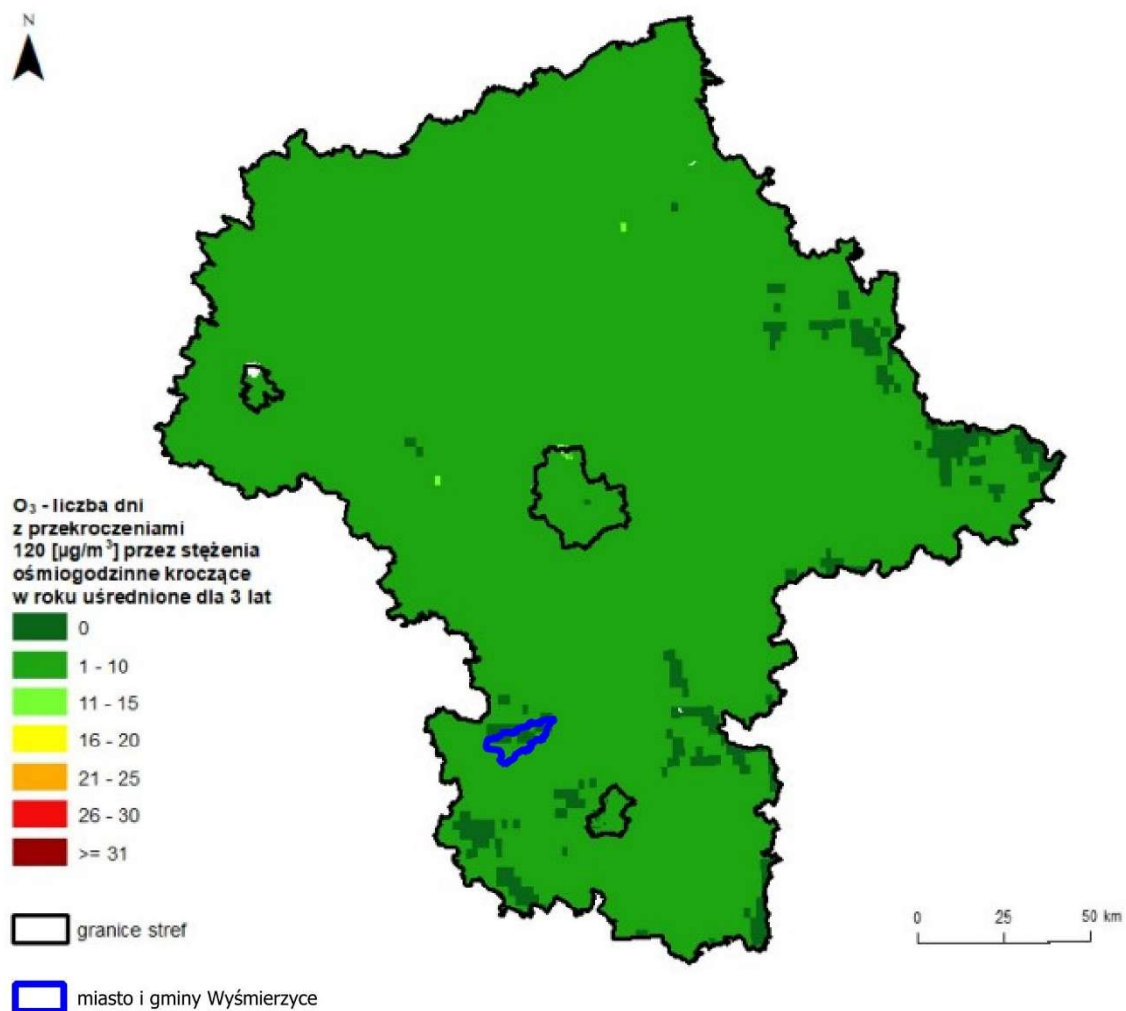 N
O₃ - liczba dni
z przekroczeniami
120 [µg/m³] przez stężenia
ośmiogodzinne kroczące
w roku uśrednione dla 3 lat
0
1 - 10
11 - 15
16 - 20
21 - 25
26 - 30
>= 31
granice stref
miasto i gminy Wyśmierzyce
0 25 50 km